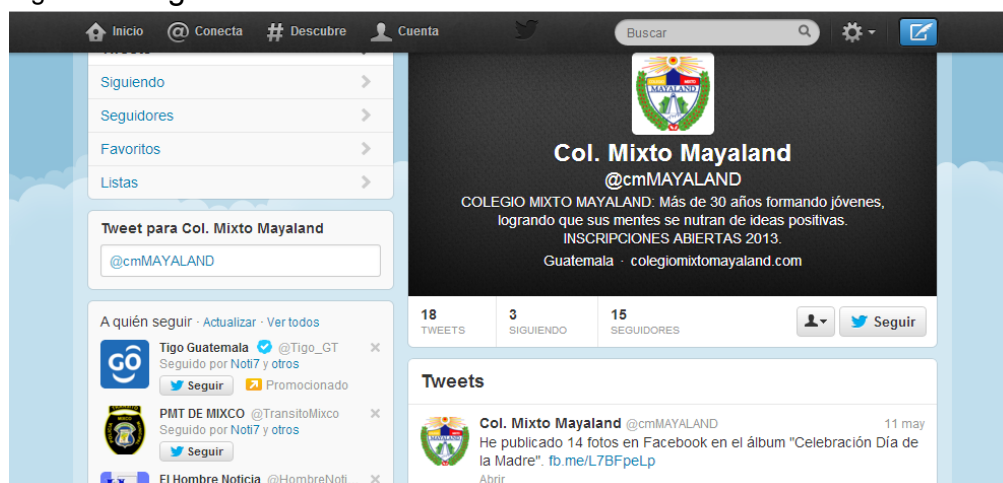 Inicio
Conecta
Descubre
Cuenta
Buscar
Siguiendo
Seguidores
Favoritos
Listas
Tweet para Col. Mixto Mayaland
@cmMAYALAND
A quién seguir · Actualizar · Ver todos
Tigo Guatemala @Tigo_GT
Seguido por Noti7 y otros
Seguir Promocionado
PMT DE MIXCO @TransitoMixco
Seguido por Noti7 y otros
Seguir
El Hombre Noticia @HombreNoti
MAYALAND
Col. Mixto Mayaland
@cmMAYALAND
COLEGIO MIXTO MAYALAND: Más de 30 años formando jóvenes,
logrando que sus mentes se nutran de ideas positivas.
INSCRIPCIONES ABIERTAS 2013.
Guatemala · colegiomixtomayaland.com
18 3 15
TWEETS SIGUIENDO SEGUIDORES
Seguir
Tweets
Col. Mixto Mayaland @cmMAYALAND 11 may
He publicado 14 fotos en Facebook en el álbum "Celebración Día de
la Madre". fb.me/L7BFpeLp
Abrir